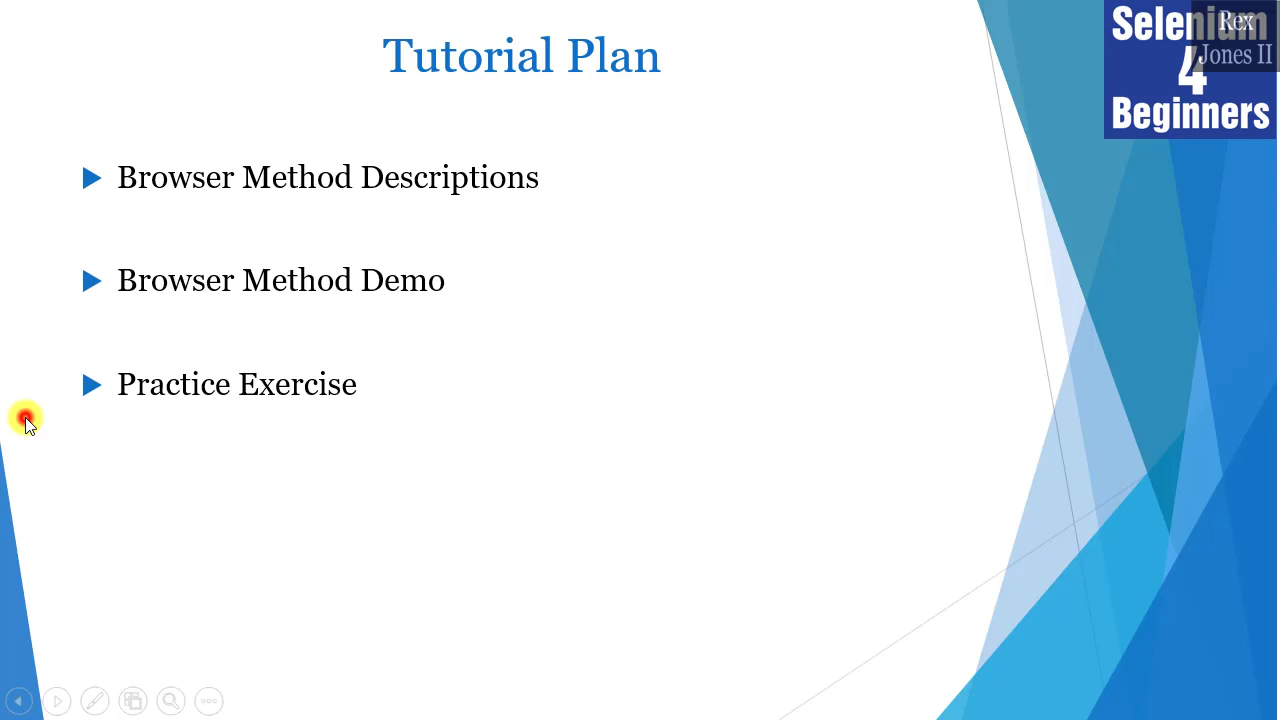 Tutorial Plan
Selenium
4
Beginners
Rex
Jones II
Browser Method Descriptions
Browser Method Demo
Practice Exercise